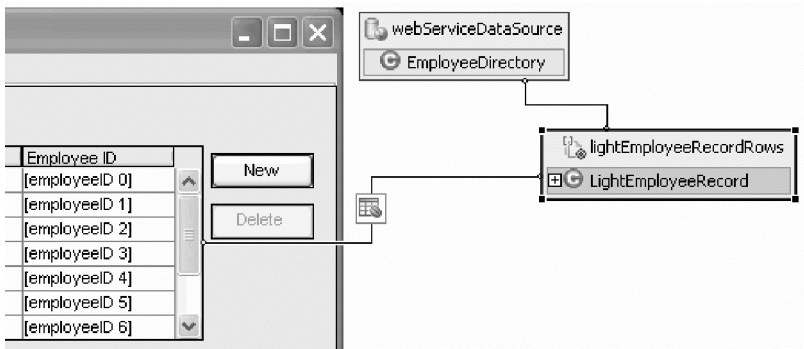 webServiceDataSource
EmployeeDirectory
lightEmployeeRecordRows
LightEmployeeRecord
Employee ID
[employeeID 0]
[employeeID 1]
[employeeID 2]
[employeeID 3]
[employeeID 4]
[employeeID 5]
[employeeID 6]
New
Delete